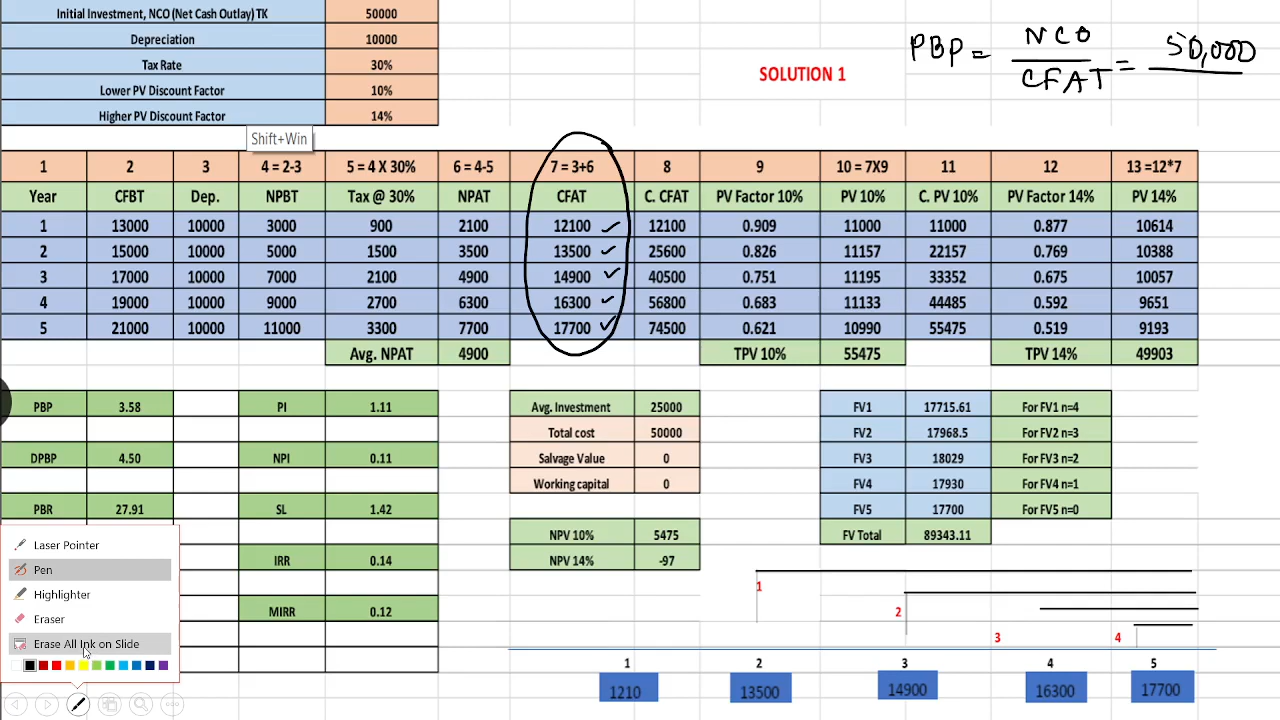 Initial Investment, NCO (Net Cash Outlay) TK 50000
Depreciation 10000
Tax Rate 30%
Lower PV Discount Factor 10%
Higher PV Discount Factor 14%
SOLUTION 1
PBP = NCO / CFAT = 50,000
Shift+Win
1 2 3 4 = 2-3 5 = 4 X 30% 6 = 4-5 7 = 3+6 8 9 10 = 7X9 11 12 13 =12*7
Year CFBT Dep. NPBT Tax @ 30% NPAT CFAT C. CFAT PV Factor 10% PV 10% C. PV 10% PV Factor 14% PV 14%
1 13000 10000 3000 900 2100 12100 12100 0.909 11000 11000 0.877 10614
2 15000 10000 5000 1500 3500 13500 25600 0.826 11157 22157 0.769 10388
3 17000 10000 7000 2100 4900 14900 40500 0.751 11195 33352 0.675 10057
4 19000 10000 9000 2700 6300 16300 56800 0.683 11133 44485 0.592 9651
5 21000 10000 11000 3300 7700 17700 74500 0.621 10990 55475 0.519 9193
Avg. NPAT 4900 TPV 10% 55475 TPV 14% 49903
PBP 3.58 PI 1.11 Avg. Investment 25000 FV1 17715.61 For FV1 n=4
Total cost 50000 FV2 17968.5 For FV2 n=3
DPBP 4.50 NPI 0.11 Salvage Value 0 FV3 18029 For FV3 n=2
Working capital 0 FV4 17930 For FV4 n=1
PBR 27.91 SL 1.42 FV5 17700 For FV5 n=0
NPV 10% 5475 FV Total 89343.11
IRR 0.14 NPV 14% -97
MIRR 0.12
Laser Pointer
Pen
Highlighter
Eraser
Erase All Ink on Slide
1
2
3 4
1 2 3 4 5
1210 13500 14900 16300 17700